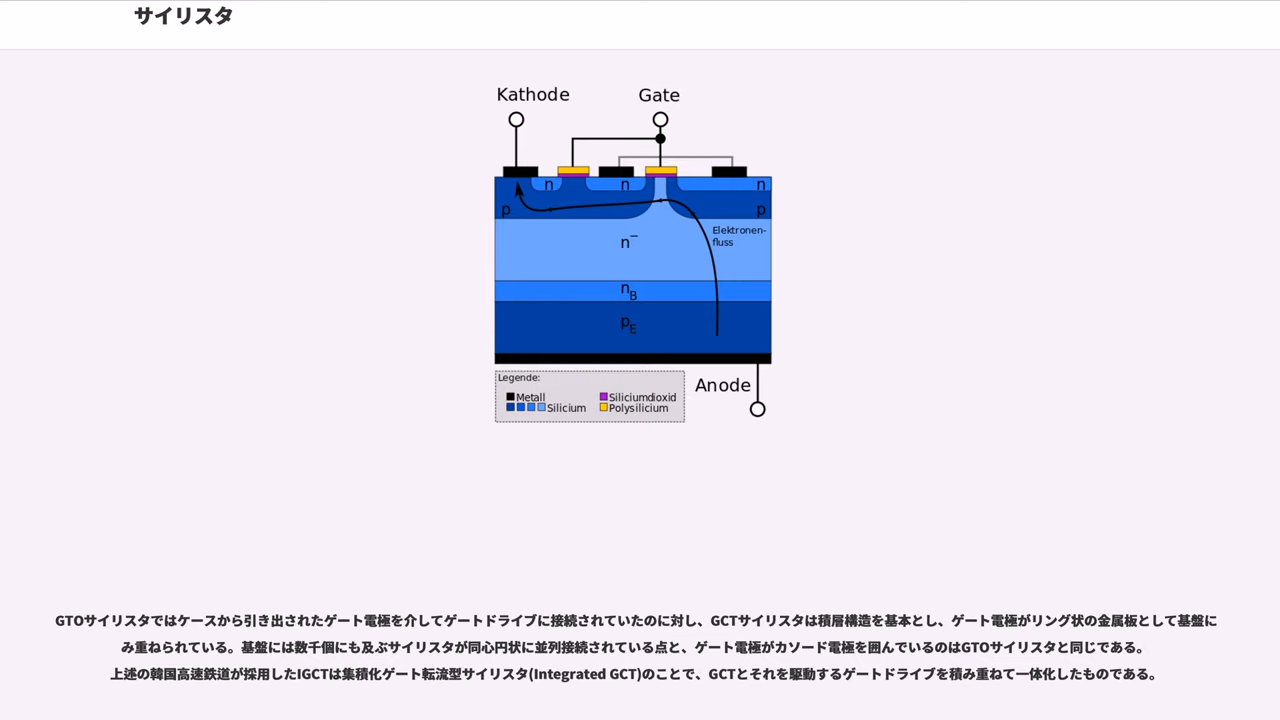 サイリスタ
Kathode
Gate
n n n
p p
Elektronen-
fluss
n−
nB
pE
Legende:
Anode
Metall Siliciumdioxid
Silicium Polysilicium
GTOサイリスタではケースから引き出されたゲート電極を介してゲートドライブに接続されていたのに対し、GCTサイリスタは積層構造を基本とし、ゲート電極がリング状の金属板として基盤に
み重ねられている。基盤には数千個にも及ぶサイリスタが同心円状に並列接続されている点と、ゲート電極がカソード電極を囲んでいるのはGTOサイリスタと同じである。
上述の韓国高速鉄道が採用したIGCTは集積化ゲート転流型サイリスタ(Integrated GCT)のことで、GCTとそれを駆動するゲートドライブを積み重ねて一体化したものである。